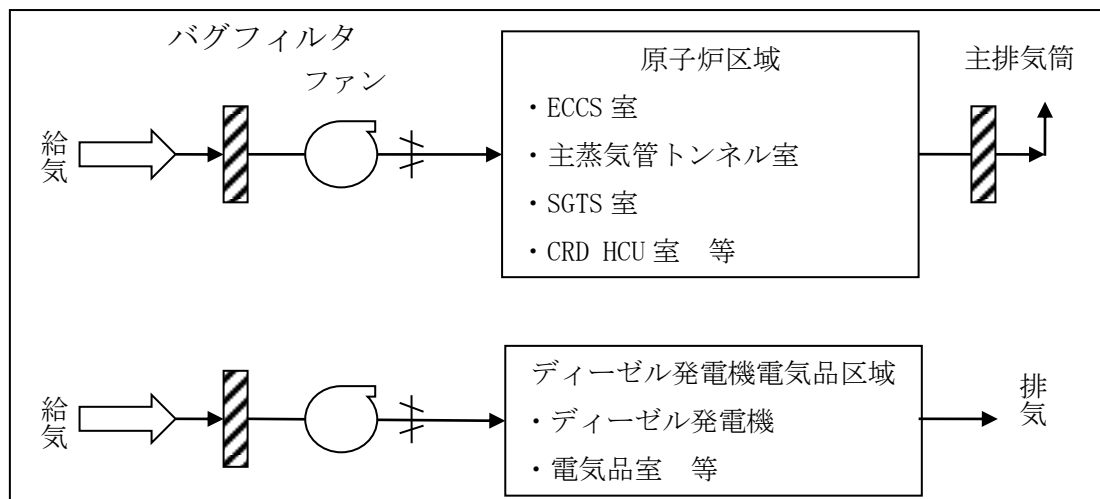 バグフィルタ
ファン
給気
原子炉区域
・ECCS 室
・主蒸気管トンネル室
・SGTS 室
・CRD HCU 室　等
主排気筒
給気
ディーゼル発電機電気品区域
・ディーゼル発電機
・電気品室　等
排気